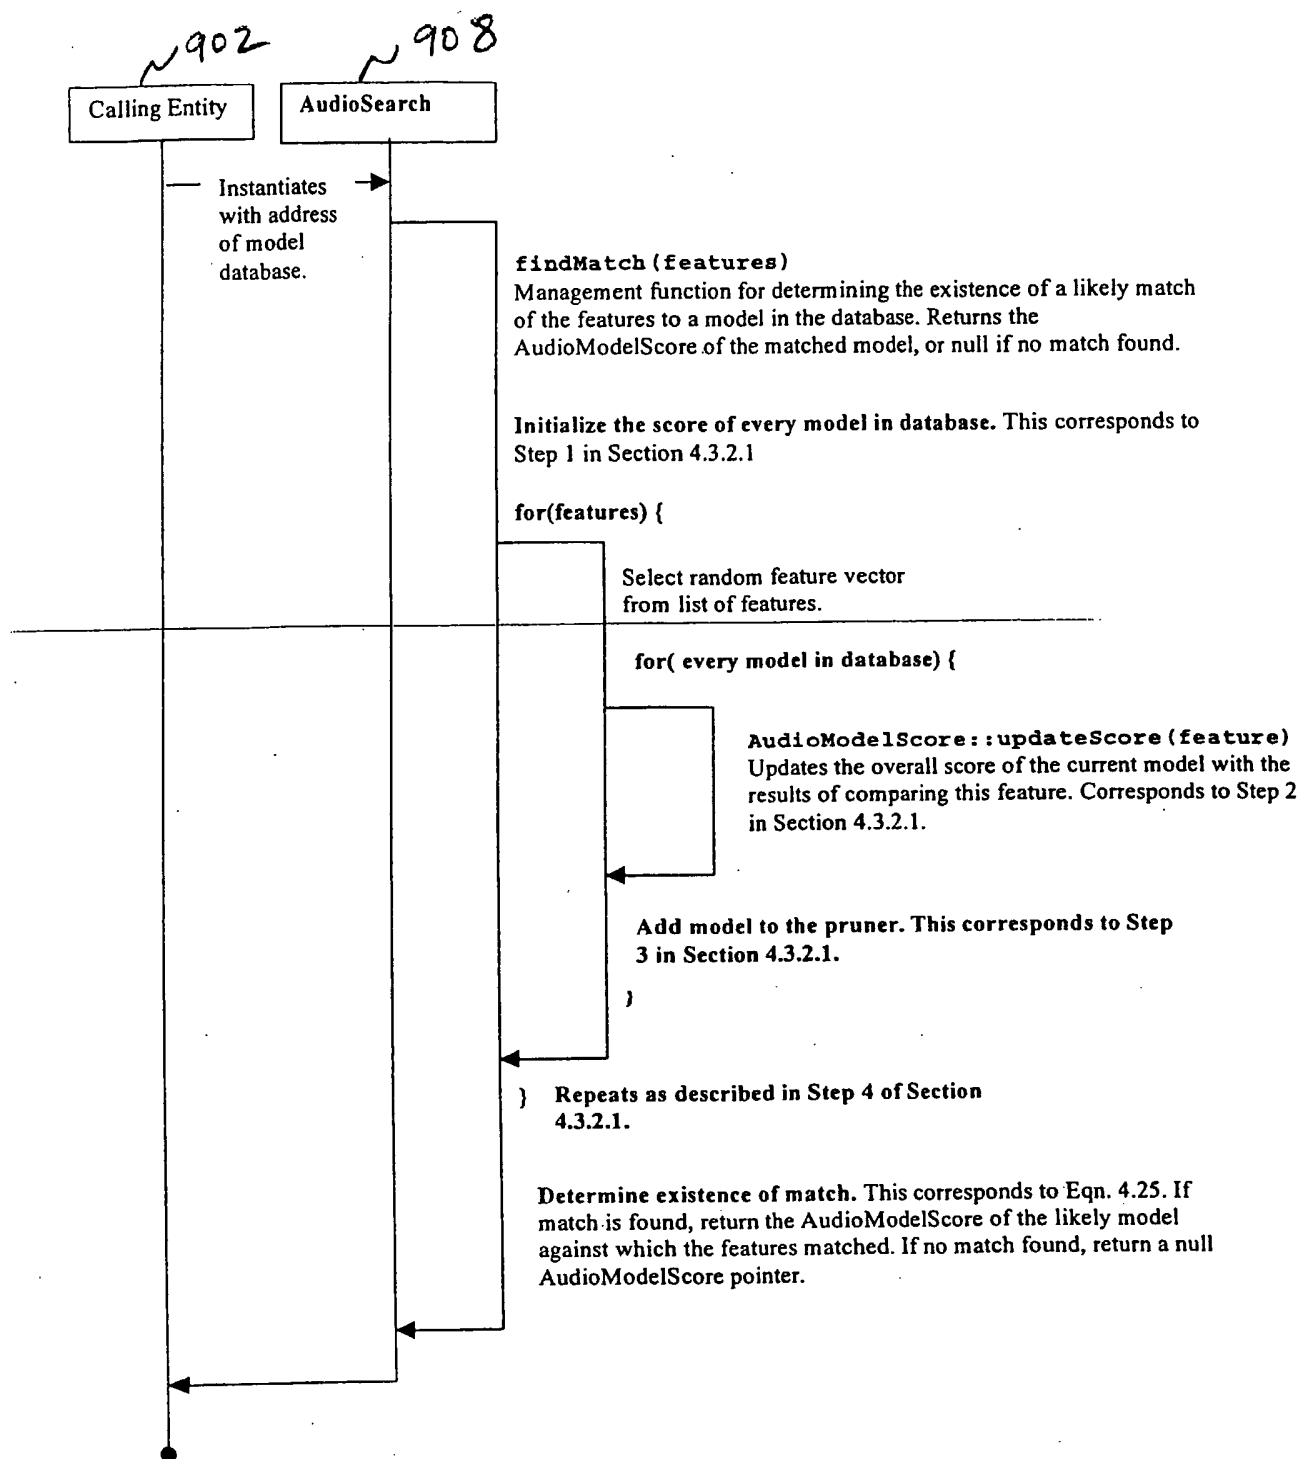 902
908
Calling Entity
AudioSearch
Instantiates
with address
of model
database.
findMatch(features)
Management function for determining the existence of a likely match
of the features to a model in the database. Returns the
AudioModelScore of the matched model, or null if no match found.
Initialize the score of every model in database. This corresponds to
Step 1 in Section 4.3.2.1
for(features) {
Select random feature vector
from list of features.
for( every model in database) {
AudioModelScore::updateScore(feature)
Updates the overall score of the current model with the
results of comparing this feature. Corresponds to Step 2
in Section 4.3.2.1.
Add model to the pruner. This corresponds to Step
3 in Section 4.3.2.1.
}
} Repeats as described in Step 4 of Section
4.3.2.1.
Determine existence of match. This corresponds to Eqn. 4.25. If
match is found, return the AudioModelScore of the likely model
against which the features matched. If no match found, return a null
AudioModelScore pointer.